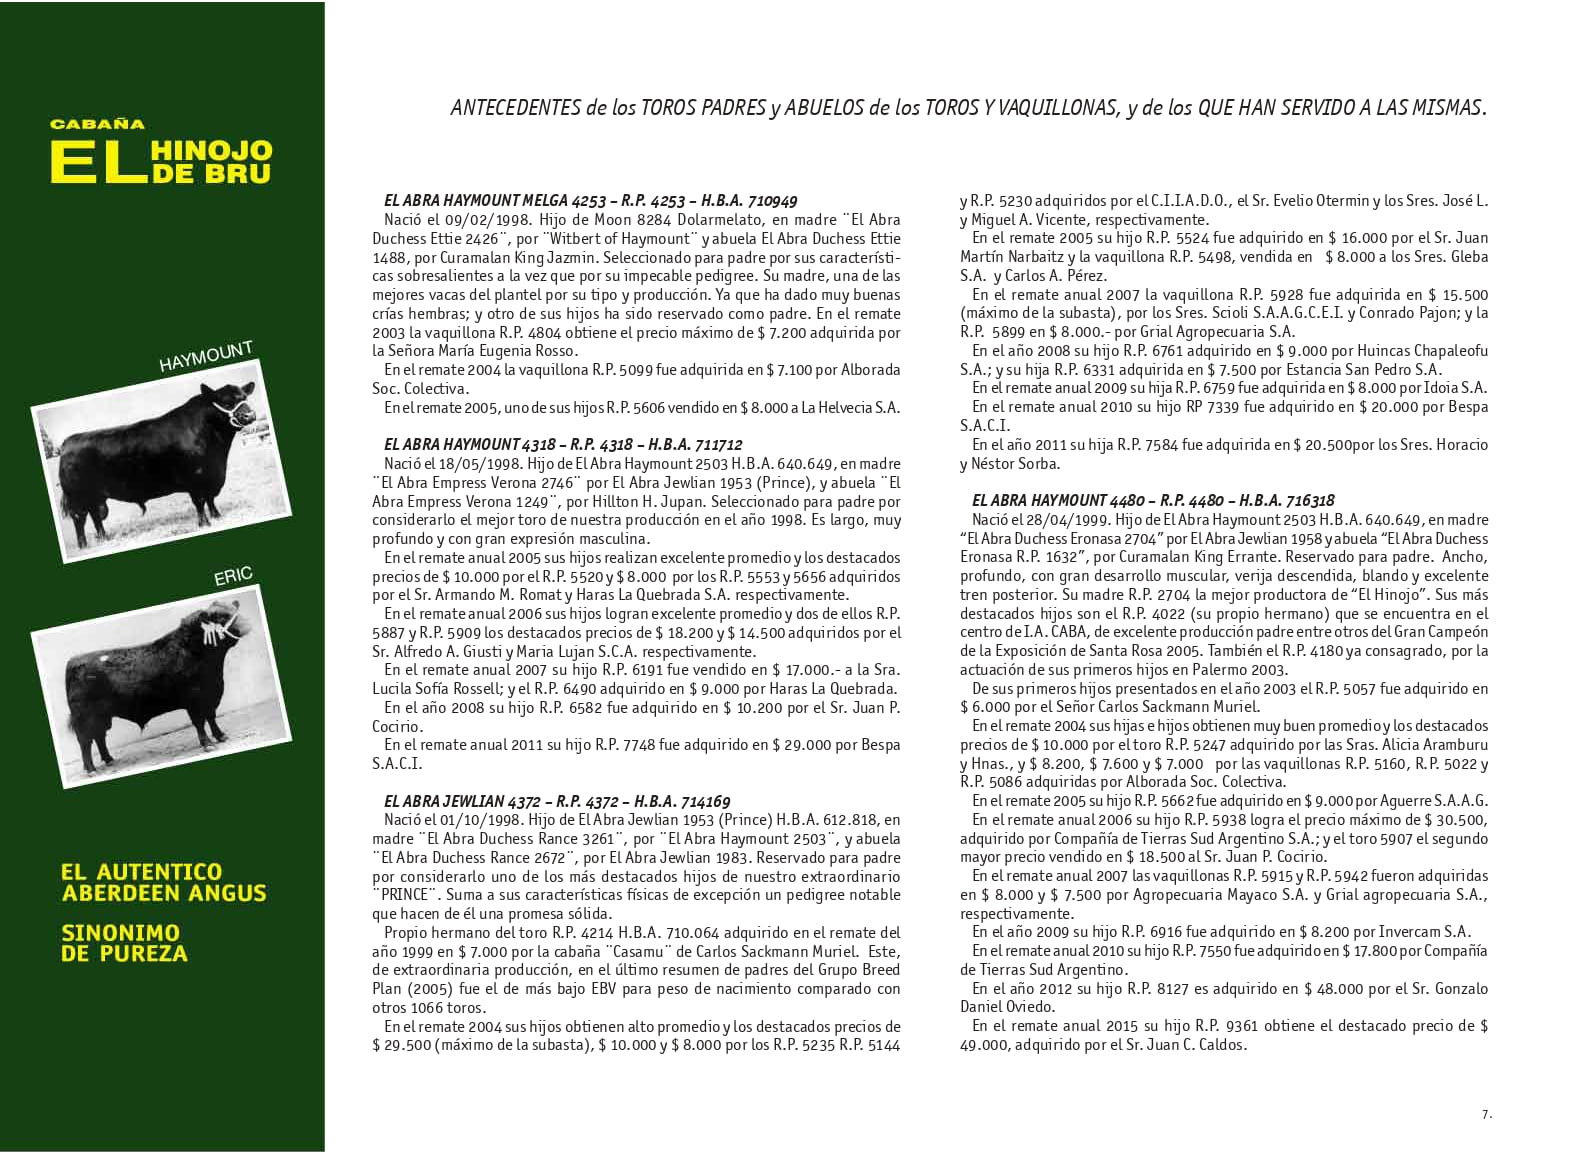 CABAÑA
EL HINOJO
DE BRU
HAYMOUNT
ERIC
EL AUTENTICO
ABERDEEN ANGUS
SINONIMO
DE PUREZA
ANTECEDENTES de los TOROS PADRES y ABUELOS de los TOROS Y VAQUILLONAS, y de los QUE HAN SERVIDO A LAS MISMAS.
EL ABRA HAYMOUNT MELGA 4253 – R.P. 4253 – H.B.A. 710949
Nació el 09/02/1998. Hijo de Moon 8284 Dolarmelato, en madre ¨El Abra
Duchess Ettie 2426¨, por ¨Witbert of Haymount¨ y abuela El Abra Duchess Ettie
1488, por Curamalan King Jazmin. Seleccionado para padre por sus característi-
cas sobresalientes a la vez que por su impecable pedigree. Su madre, una de las
mejores vacas del plantel por su tipo y producción. Ya que ha dado muy buenas
crías hembras; y otro de sus hijos ha sido reservado como padre. En el remate
2003 la vaquillona R.P. 4804 obtiene el precio máximo de $ 7.200 adquirida por
la Señora María Eugenia Rosso.
En el remate 2004 la vaquillona R.P. 5099 fue adquirida en $ 7.100 por Alborada
Soc. Colectiva.
En el remate 2005, uno de sus hijos R.P. 5606 vendido en $ 8.000 a La Helvecia S.A.
EL ABRA HAYMOUNT 4318 – R.P. 4318 – H.B.A. 711712
Nació el 18/05/1998. Hijo de El Abra Haymount 2503 H.B.A. 640.649, en madre
¨El Abra Empress Verona 2746¨ por El Abra Jewlian 1953 (Prince), y abuela ¨El
Abra Empress Verona 1249¨, por Hillton H. Jupan. Seleccionado para padre por
considerarlo el mejor toro de nuestra producción en el año 1998. Es largo, muy
profundo y con gran expresión masculina.
En el remate anual 2005 sus hijos realizan excelente promedio y los destacados
precios de $ 10.000 por el R.P. 5520 y $ 8.000 por los R.P. 5553 y 5656 adquiridos
por el Sr. Armando M. Romat y Haras La Quebrada S.A. respectivamente.
En el remate anual 2006 sus hijos logran excelente promedio y dos de ellos R.P.
5887 y R.P. 5909 los destacados precios de $ 18.200 y $ 14.500 adquiridos por el
Sr. Alfredo A. Giusti y Maria Lujan S.C.A. respectivamente.
En el remate anual 2007 su hijo R.P. 6191 fue vendido en $ 17.000.- a la Sra.
Lucila Sofía Rossell; y el R.P. 6490 adquirido en $ 9.000 por Haras La Quebrada.
En el año 2008 su hijo R.P. 6582 fue adquirido en $ 10.200 por el Sr. Juan P.
Cocirio.
En el remate anual 2011 su hijo R.P. 7748 fue adquirido en $ 29.000 por Bespa
S.A.C.I.
EL ABRA JEWLIAN 4372 – R.P. 4372 – H.B.A. 714169
Nació el 01/10/1998. Hijo de El Abra Jewlian 1953 (Prince) H.B.A. 612.818, en
madre ¨El Abra Duchess Rance 3261¨, por ¨El Abra Haymount 2503¨, y abuela
¨El Abra Duchess Rance 2672¨, por El Abra Jewlian 1983. Reservado para padre
por considerarlo uno de los más destacados hijos de nuestro extraordinario
¨PRINCE¨. Suma a sus características físicas de excepción un pedigree notable
que hacen de él una promesa sólida.
Propio hermano del toro R.P. 4214 H.B.A. 710.064 adquirido en el remate del
año 1999 en $ 7.000 por la cabaña ¨Casamu¨ de Carlos Sackmann Muriel. Este,
de extraordinaria producción, en el último resumen de padres del Grupo Breed
Plan (2005) fue el de más bajo EBV para peso de nacimiento comparado con
otros 1066 toros.
En el remate 2004 sus hijos obtienen alto promedio y los destacados precios de
$ 29.500 (máximo de la subasta), $ 10.000 y $ 8.000 por los R.P. 5235 R.P. 5144
y R.P. 5230 adquiridos por el C.I.I.A.D.O., el Sr. Evelio Otermin y los Sres. José L.
y Miguel A. Vicente, respectivamente.
En el remate 2005 su hijo R.P. 5524 fue adquirido en $ 16.000 por el Sr. Juan
Martín Narbaitz y la vaquillona R.P. 5498, vendida en $ 8.000 a los Sres. Gleba
S.A. y Carlos A. Pérez.
En el remate anual 2007 la vaquillona R.P. 5928 fue adquirida en $ 15.500
(máximo de la subasta), por los Sres. Scioli S.A.A.G.C.E.I. y Conrado Pajon; y la
R.P. 5899 en $ 8.000.- por Grial Agropecuaria S.A.
En el año 2008 su hijo R.P. 6761 adquirido en $ 9.000 por Huincas Chapaleofu
S.A.; y su hija R.P. 6331 adquirida en $ 7.500 por Estancia San Pedro S.A.
En el remate anual 2009 su hija R.P. 6759 fue adquirida en $ 8.000 por Idoia S.A.
En el remate anual 2010 su hijo RP 7339 fue adquirido en $ 20.000 por Bespa
S.A.C.I.
En el año 2011 su hija R.P. 7584 fue adquirida en $ 20.500por los Sres. Horacio
y Néstor Sorba.
EL ABRA HAYMOUNT 4480 – R.P. 4480 – H.B.A. 716318
Nació el 28/04/1999. Hijo de El Abra Haymount 2503 H.B.A. 640.649, en madre
“El Abra Duchess Eronasa 2704” por El Abra Jewlian 1958 y abuela “El Abra Duchess
Eronasa R.P. 1632”, por Curamalan King Errante. Reservado para padre. Ancho,
profundo, con gran desarrollo muscular, verija descendida, blando y excelente
tren posterior. Su madre R.P. 2704 la mejor productora de “El Hinojo”. Sus más
destacados hijos son el R.P. 4022 (su propio hermano) que se encuentra en el
centro de I.A. CABA, de excelente producción padre entre otros del Gran Campeón
de la Exposición de Santa Rosa 2005. También el R.P. 4180 ya consagrado, por la
actuación de sus primeros hijos en Palermo 2003.
De sus primeros hijos presentados en el año 2003 el R.P. 5057 fue adquirido en
$ 6.000 por el Señor Carlos Sackmann Muriel.
En el remate 2004 sus hijas e hijos obtienen muy buen promedio y los destacados
precios de $ 10.000 por el toro R.P. 5247 adquirido por las Sras. Alicia Aramburu
y Hnas., y $ 8.200, $ 7.600 y $ 7.000 por las vaquillonas R.P. 5160, R.P. 5022 y
R.P. 5086 adquiridas por Alborada Soc. Colectiva.
En el remate 2005 su hijo R.P. 5662 fue adquirido en $ 9.000 por Aguerre S.A.A.G.
En el remate anual 2006 su hijo R.P. 5938 logra el precio máximo de $ 30.500,
adquirido por Compañía de Tierras Sud Argentino S.A.; y el toro 5907 el segundo
mayor precio vendido en $ 18.500 al Sr. Juan P. Cocirio.
En el remate anual 2007 las vaquillonas R.P. 5915 y R.P. 5942 fueron adquiridas
en $ 8.000 y $ 7.500 por Agropecuaria Mayaco S.A. y Grial agropecuaria S.A.,
respectivamente.
En el año 2009 su hijo R.P. 6916 fue adquirido en $ 8.200 por Invercam S.A.
En el remate anual 2010 su hijo R.P. 7550 fue adquirido en $ 17.800 por Compañía
de Tierras Sud Argentino.
En el año 2012 su hijo R.P. 8127 es adquirido en $ 48.000 por el Sr. Gonzalo
Daniel Oviedo.
En el remate anual 2015 su hijo R.P. 9361 obtiene el destacado precio de $
49.000, adquirido por el Sr. Juan C. Caldos.
7.